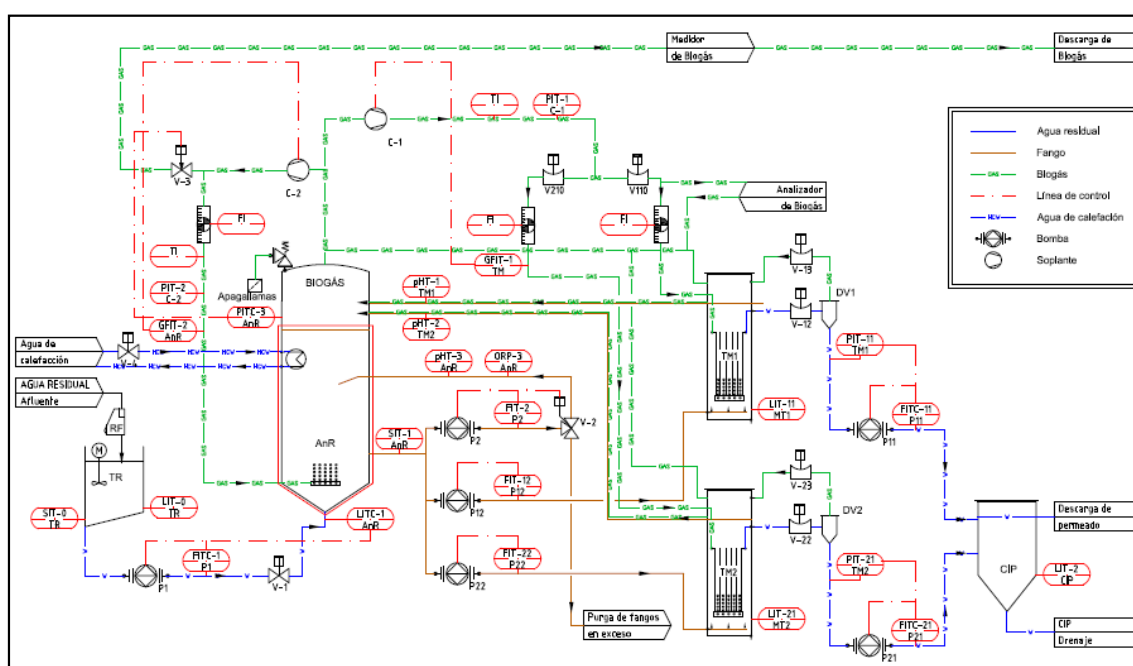 Medidor
de Biogás
Descarga de
Biogás
Agua residual
Fango
Biogás
Línea de control
HCW
Agua de calefación
Bomba
Soplante
C-1
TI
PIT-1
C-1
V-3
C-2
V210
V110
Analizador
de Biogás
FI
FI
FI
TI
GFIT-1
TM
PIT-2
C-2
Apagallamas
BIOGÁS
pHT-1
TM1
V-13
DV1
V-12
PITC-3
AnR
GFIT-2
AnR
pHT-2
TM2
Agua de
calefacción
V-4
pHT-3
AnR
ORP-3
AnR
TM1
PIT-11
TM1
AGUA RESIDUAL
Afluente
RF
FIT-2
P2
V-2
P2
LIT-11
MT1
FITC-11
P11
P11
M
TR
AnR
SIT-1
AnR
FIT-12
P12
P12
V-23
LIT-0
TR
SIT-0
TR
LITC-1
AnR
DV2
V-22
Descarga de
permeado
FITC-1
P1
P1
V-1
FIT-22
P22
P22
TM2
PIT-21
TM2
CIP
LIT-2
CIP
Purga de fangos
en exceso
LIT-21
MT2
FITC-21
P21
P21
CIP
Drenaje